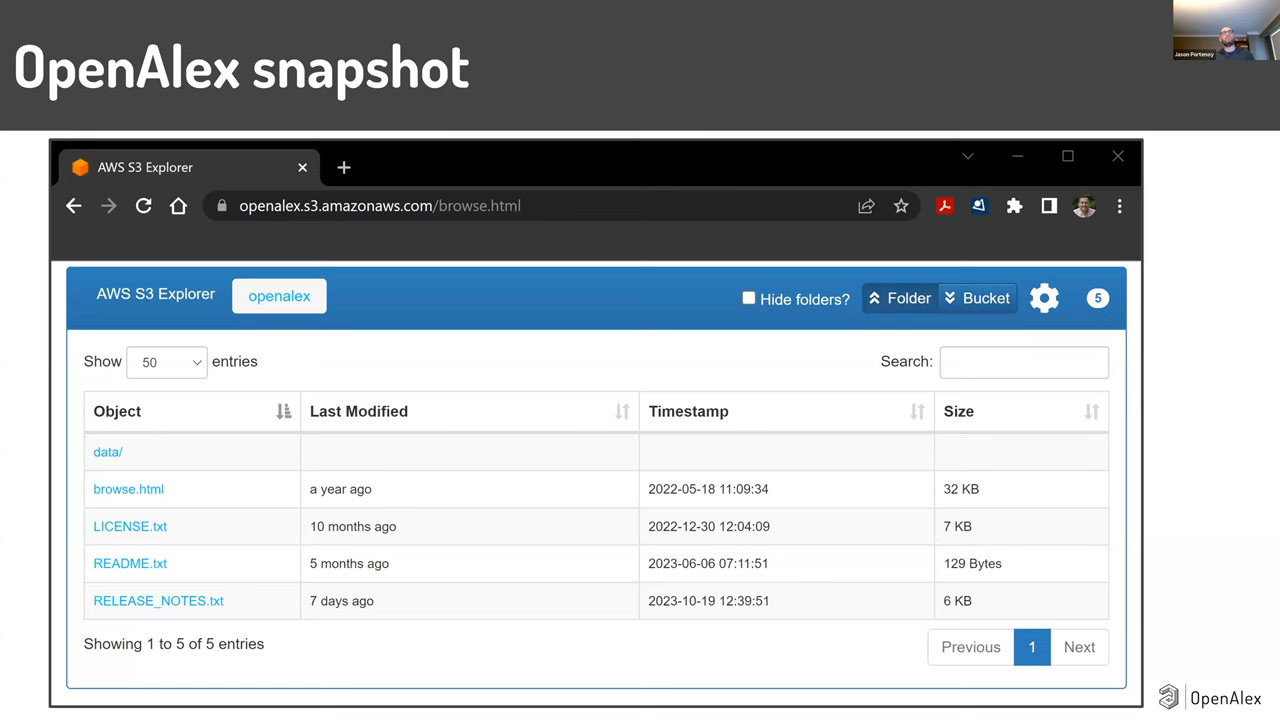 OpenAlex snapshot
Jason Portenoy
AWS S3 Explorer
openalex.s3.amazonaws.com/browse.html
AWS S3 Explorer openalex Hide folders? Folder Bucket 5
Show 50 entries Search:
Object Last Modified Timestamp Size
data/
browse.html a year ago 2022-05-18 11:09:34 32 KB
LICENSE.txt 10 months ago 2022-12-30 12:04:09 7 KB
README.txt 5 months ago 2023-06-06 07:11:51 129 Bytes
RELEASE_NOTES.txt 7 days ago 2023-10-19 12:39:51 6 KB
Showing 1 to 5 of 5 entries Previous 1 Next
OpenAlex